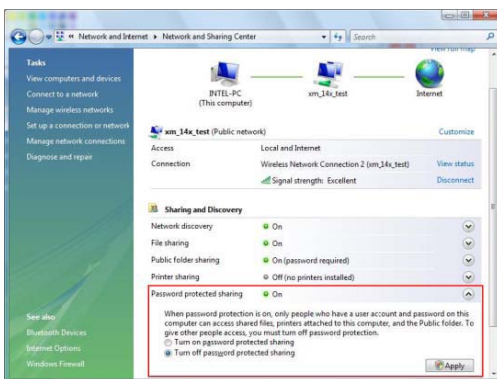 « Network and Internet ▸ Network and Sharing Center
Search
View full map
Tasks
View computers and devices
Connect to a network
Manage wireless networks
Set up a connection or network
Manage network connections
Diagnose and repair
INTEL-PC
(This computer)
xm_14x_test
Internet
xm_14x_test (Public network)
Customize
Access
Local and Internet
Connection
Wireless Network Connection 2 (xm_14x_test)
View status
Signal strength: Excellent
Disconnect
Sharing and Discovery
Network discovery
On
File sharing
On
Public folder sharing
On (password required)
Printer sharing
Off (no printers installed)
Password protected sharing
On
When password protection is on, only people who have a user account and password on this
computer can access shared files, printers attached to this computer, and the Public folder. To
give other people access, you must turn off password protection.
Turn on password protected sharing
Turn off password protected sharing
Apply
See also
Bluetooth Devices
Internet Options
Windows Firewall